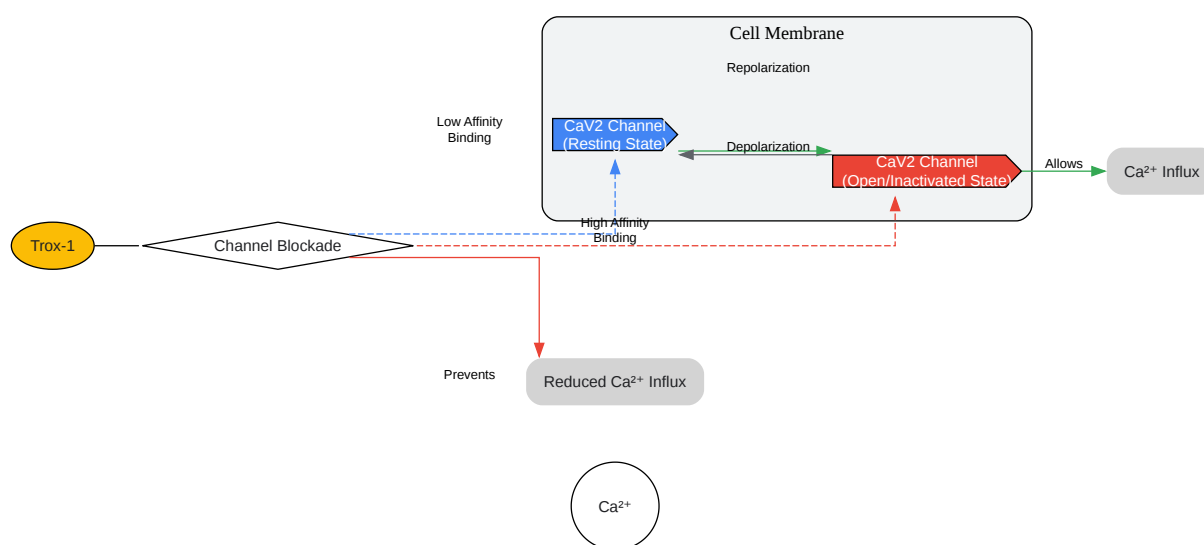 Cell Membrane
Repolarization
Low Affinity
Binding
CaV2 Channel
(Resting State)
Depolarization
CaV2 Channel
(Open/Inactivated State)
Allows
Ca²⁺ Influx
High Affinity
Binding
Trox-1
Channel Blockade
Prevents
Reduced Ca²⁺ Influx
Ca²⁺